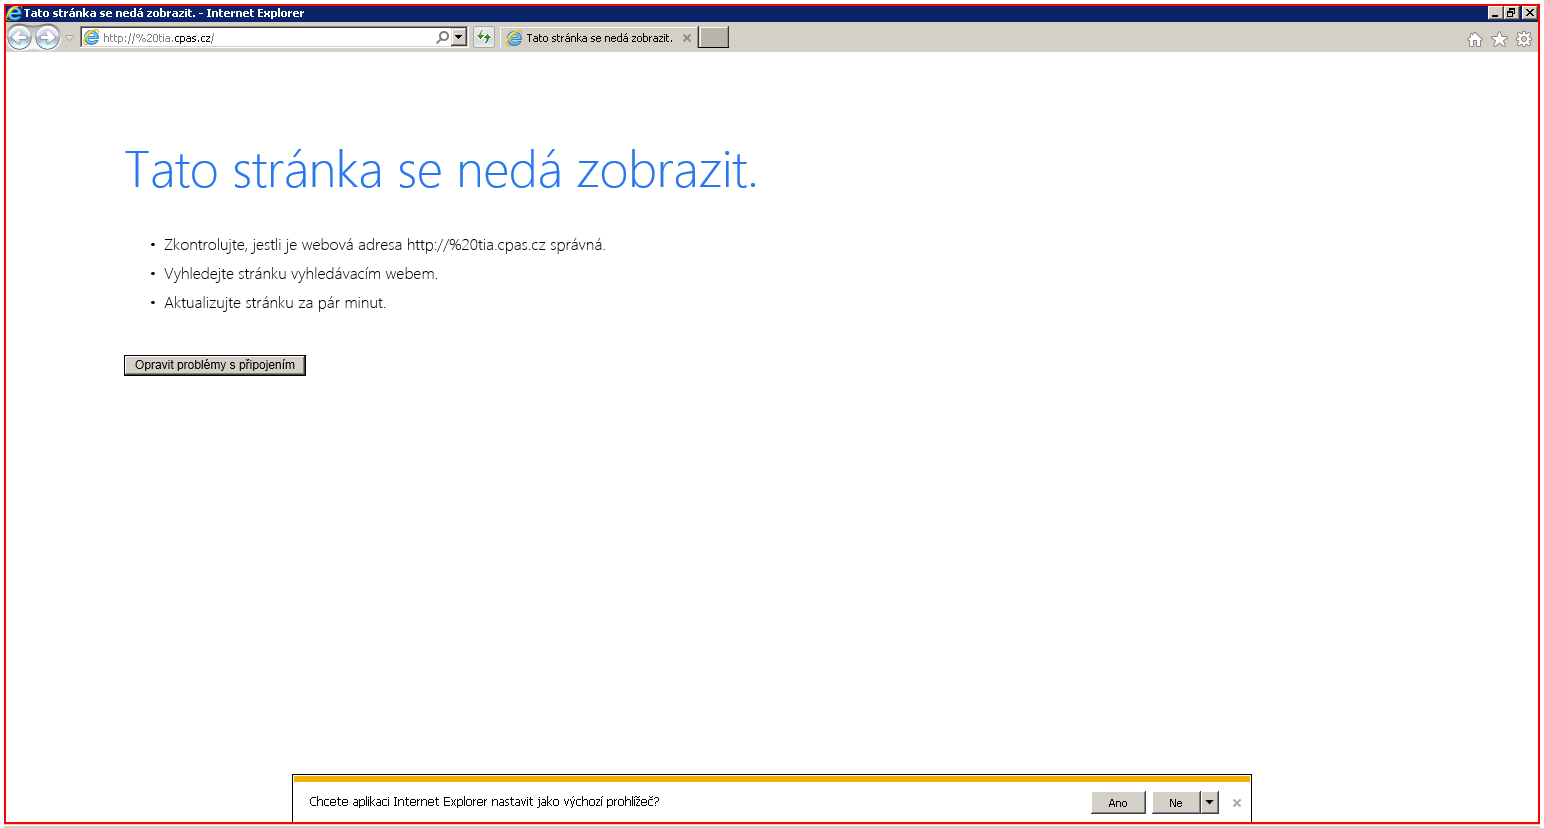 Tato stránka se nedá zobrazit. - Internet Explorer
http://%20tia.cpas.cz/
Tato stránka se nedá zobrazit.
Tato stránka se nedá zobrazit.
• Zkontrolujte, jestli je webová adresa http://%20tia.cpas.cz správná.
• Vyhledejte stránku vyhledávacím webem.
• Aktualizujte stránku za pár minut.
Opravit problémy s připojením
Chcete aplikaci Internet Explorer nastavit jako výchozí prohlížeč?
Ano
Ne